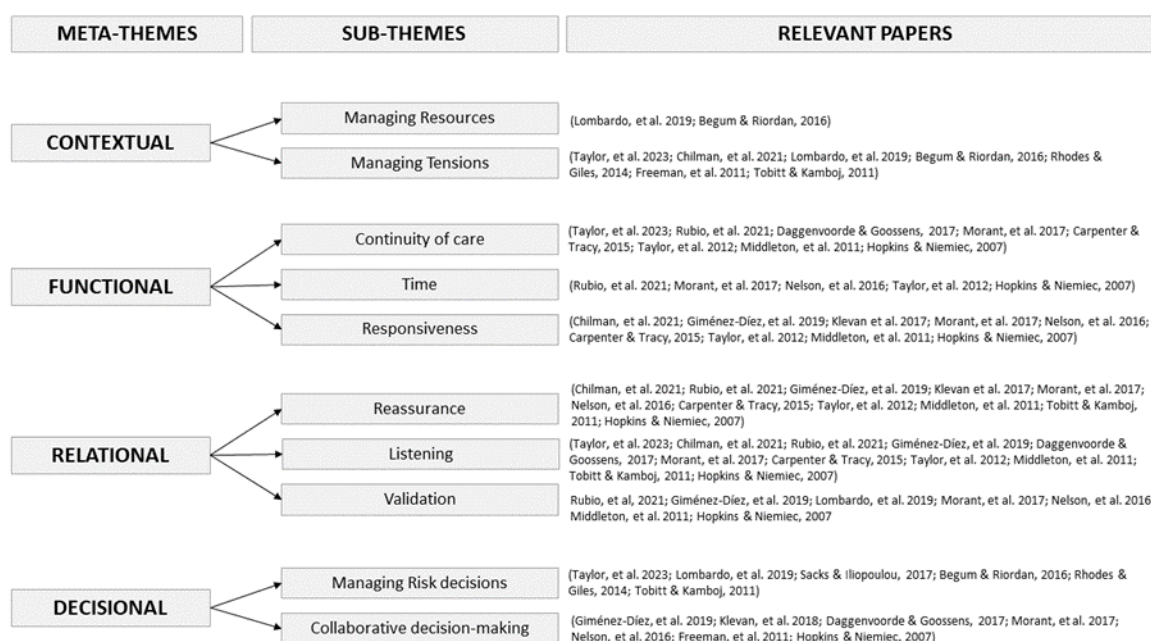 META-THEMES SUB-THEMES RELEVANT PAPERS
CONTEXTUAL
Managing Resources
(Lombardo, et al. 2019; Begum & Riordan, 2016)
Managing Tensions
(Taylor, et al. 2023; Chilman, et al. 2021; Lombardo, et al. 2019; Begum & Riordan, 2016; Rhodes &
Giles, 2014; Freeman, et al. 2011; Tobitt & Kamboj, 2011)
FUNCTIONAL
Continuity of care
(Taylor, et al. 2023; Rubio, et al. 2021; Daggenvoorde & Goossens, 2017; Morant, et al. 2017; Carpenter &
Tracy, 2015; Taylor, et al. 2012; Middleton, et al. 2011; Hopkins & Niemiec, 2007)
Time
(Rubio, et al. 2021; Morant, et al. 2017; Nelson, et al. 2016; Taylor, et al. 2012; Hopkins & Niemiec, 2007)
Responsiveness
(Chilman, et al. 2021; Giménez-Díez, et al. 2019; Klevan et al. 2017; Morant, et al. 2017; Nelson, et al. 2016;
Carpenter & Tracy, 2015; Taylor, et al. 2012; Middleton, et al. 2011; Hopkins & Niemiec, 2007)
RELATIONAL
Reassurance
(Chilman, et al. 2021; Rubio, et al. 2021; Giménez-Díez, et al. 2019; Klevan et al. 2017; Morant, et al. 2017;
Nelson, et al. 2016; Carpenter & Tracy, 2015; Taylor, et al. 2012; Middleton, et al. 2011; Tobitt & Kamboj,
2011; Hopkins & Niemiec, 2007)
Listening
(Taylor, et al. 2023; Chilman, et al. 2021; Rubio, et al. 2021; Giménez-Díez, et al. 2019; Daggenvoorde &
Goossens, 2017; Morant, et al. 2017; Carpenter & Tracy, 2015; Taylor, et al. 2012; Middleton, et al. 2011;
Tobitt & Kamboj, 2011; Hopkins & Niemiec, 2007)
Validation
Rubio, et al, 2021; Giménez-Díez, et al. 2019; Lombardo, et al. 2019; Morant, et al. 2017; Nelson, et al. 2016
Middleton, et al. 2011; Hopkins & Niemiec, 2007
DECISIONAL
Managing Risk decisions
(Taylor, et al. 2023; Lombardo, et al. 2019; Sacks & Iliopoulou, 2017; Begum & Riordan, 2016; Rhodes &
Giles, 2014; Tobitt & Kamboj, 2011)
Collaborative decision-making
(Giménez-Díez, et al. 2019; Klevan, et al. 2018; Daggenvoorde & Goossens, 2017; Morant, et al. 2017;
Nelson, et al. 2016; Freeman, et al. 2011; Hopkins & Niemiec, 2007)